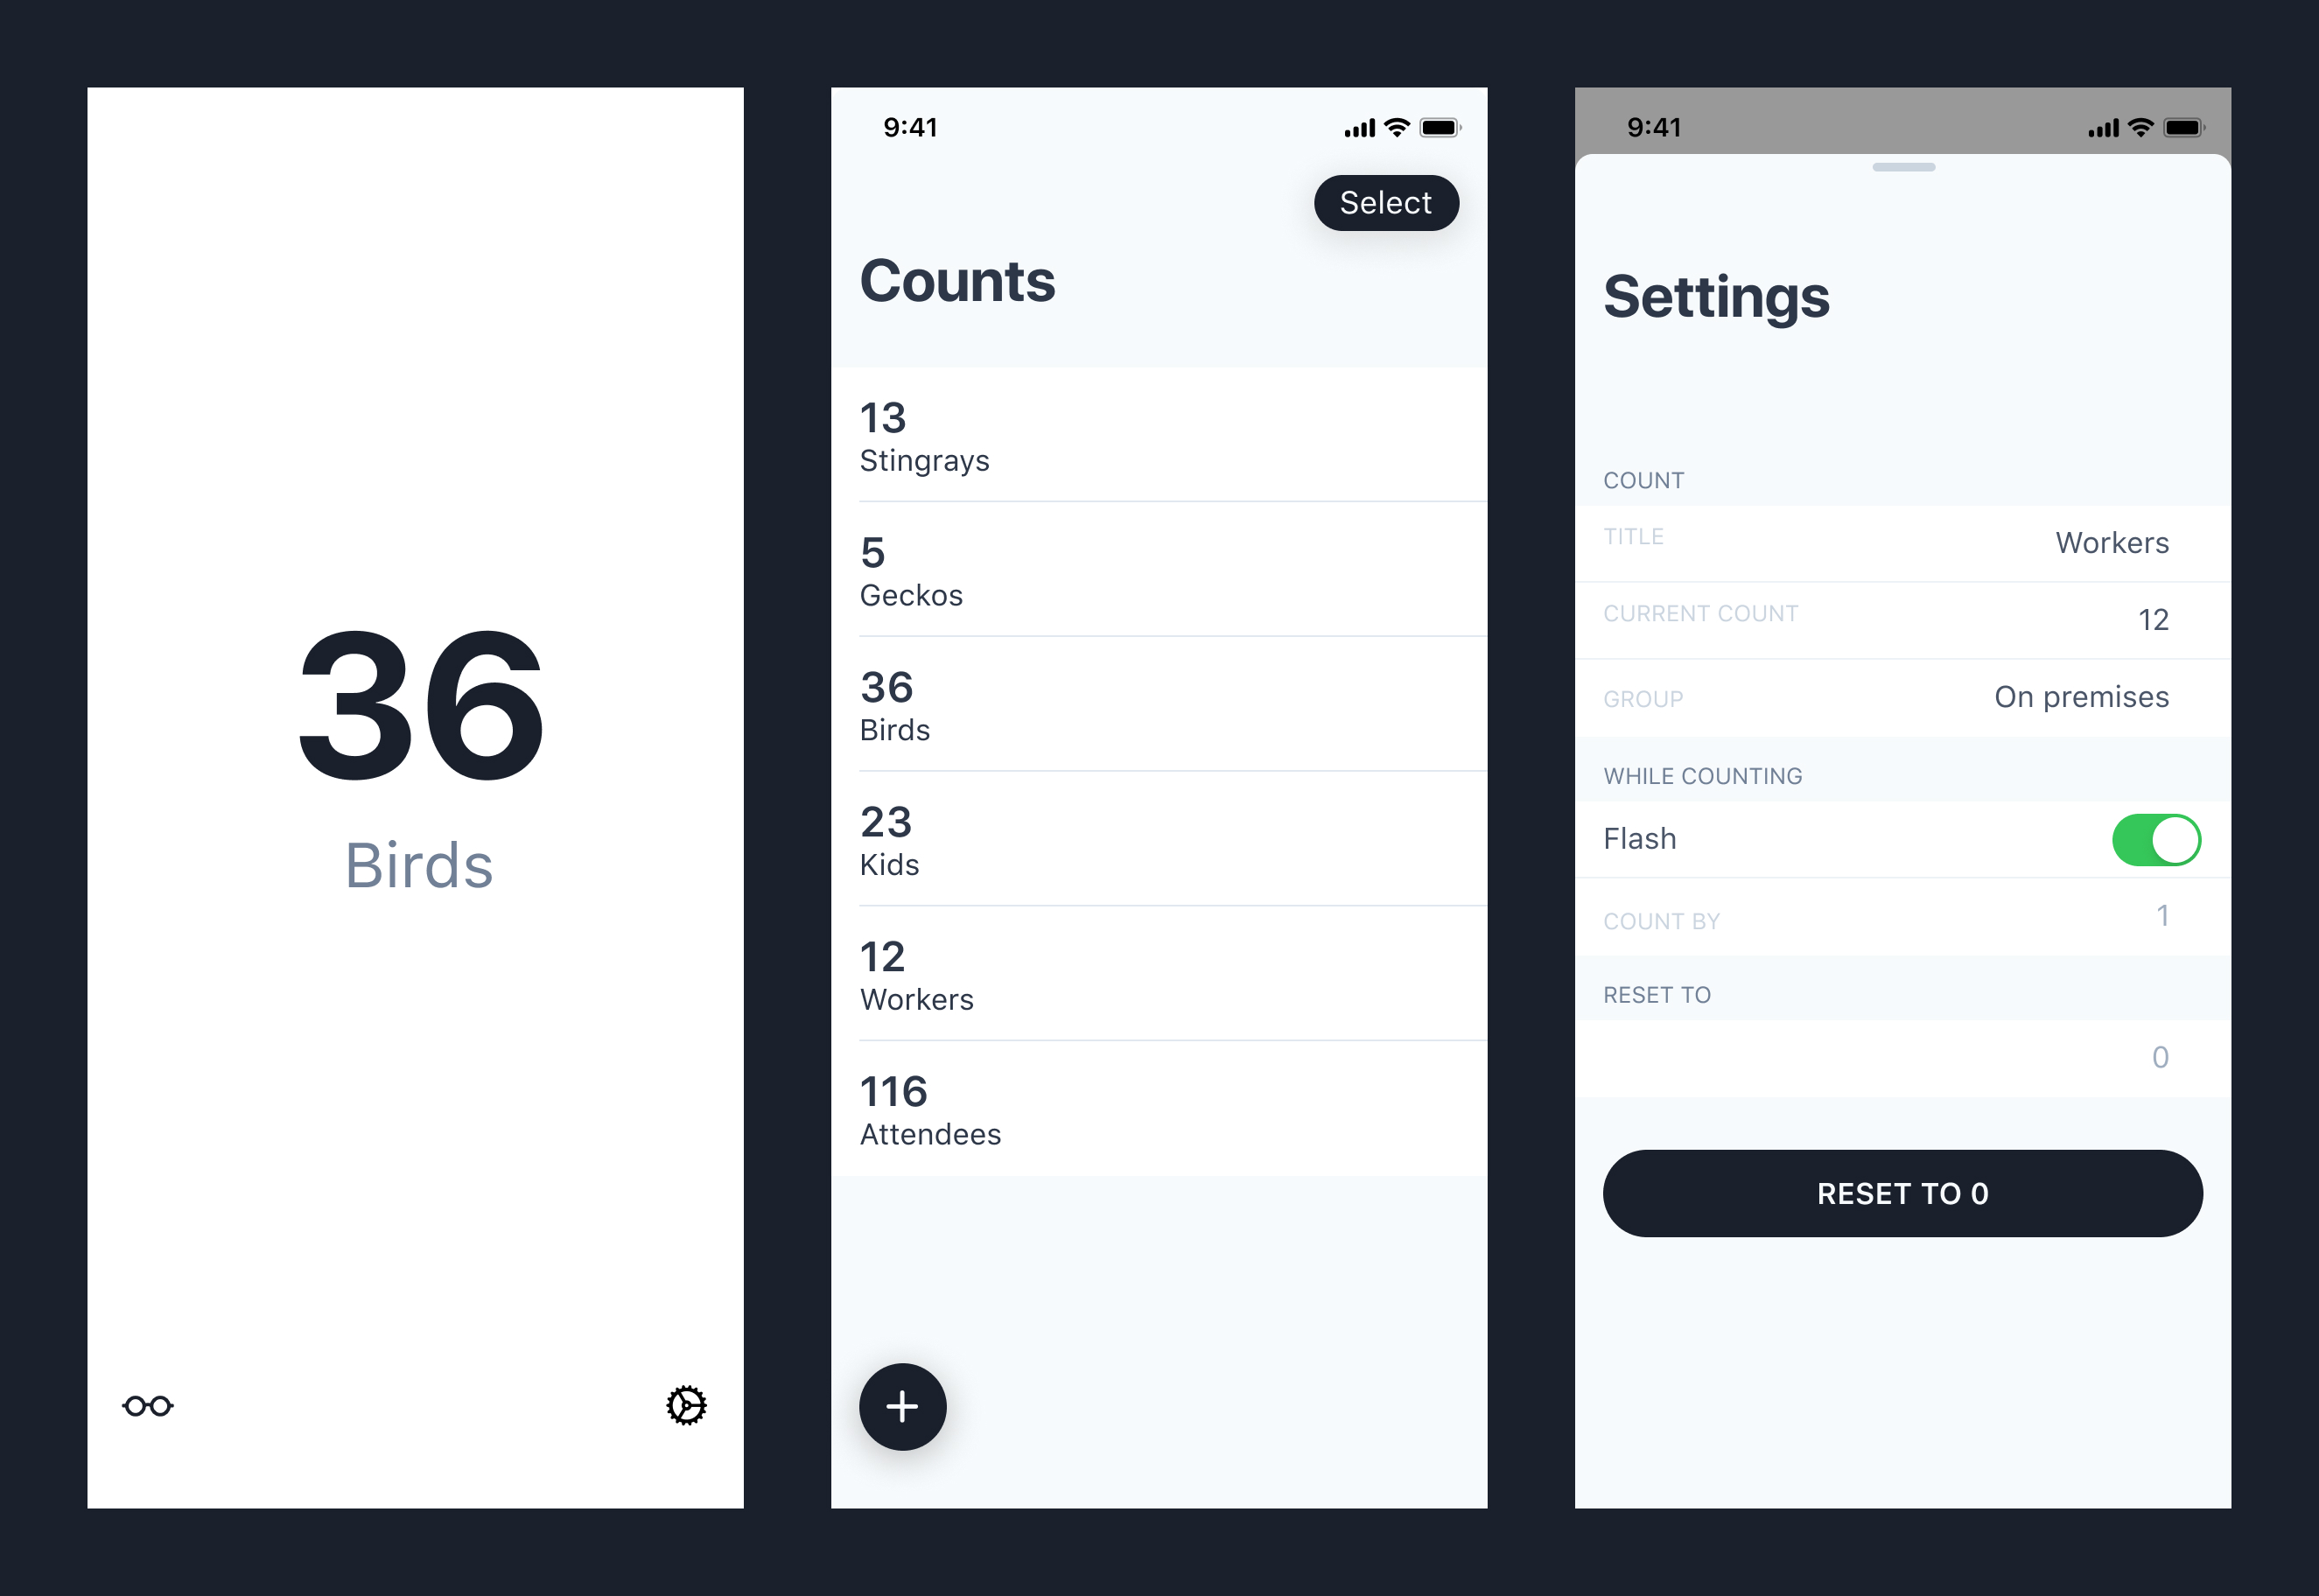 36
Birds
9:41
Select
Counts
13
Stingrays
5
Geckos
36
Birds
23
Kids
12
Workers
116
Attendees
9:41
Settings
COUNT
TITLE Workers
CURRENT COUNT 12
GROUP On premises
WHILE COUNTING
Flash
COUNT BY 1
RESET TO
0
RESET TO 0